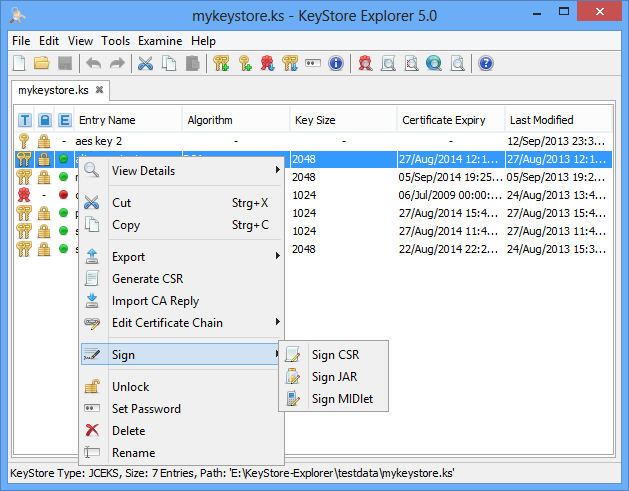 mykeystore.ks - KeyStore Explorer 5.0
File Edit View Tools Examine Help
mykeystore.ks
T E Entry Name Algorithm Key Size Certificate Expiry Last Modified
- aes key 2 - - - 12/Sep/2013 23:3...
2048 27/Aug/2014 12:1... 27/Aug/2013 12:1...
2048 05/Sep/2014 19:25... 05/Sep/2013 19:2...
- 1024 06/Jul/2009 00:00:... 24/Aug/2013 13:4...
1024 27/Aug/2014 15:4... 27/Aug/2013 15:4...
1024 27/Aug/2014 11:4... 27/Aug/2013 11:4...
2048 22/Aug/2014 22:2... 24/Aug/2013 15:3...
View Details
Cut Strg+X
Copy Strg+C
Export
Generate CSR
Import CA Reply
Edit Certificate Chain
Sign
Sign CSR
Sign JAR
Sign MIDlet
Unlock
Set Password
Delete
Rename
KeyStore Type: JCEKS, Size: 7 Entries, Path: 'E:\KeyStore-Explorer\testdata\mykeystore.ks'